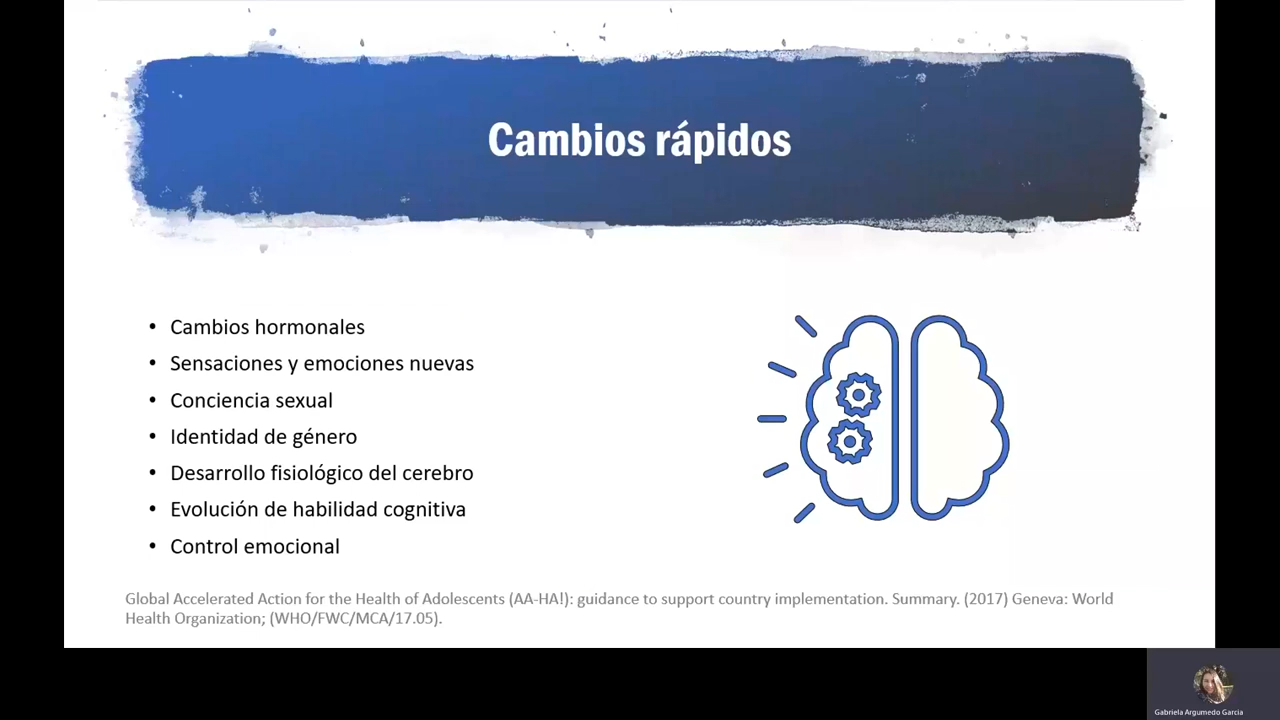 Cambios rápidos
• Cambios hormonales
• Sensaciones y emociones nuevas
• Conciencia sexual
• Identidad de género
• Desarrollo fisiológico del cerebro
• Evolución de habilidad cognitiva
• Control emocional
Global Accelerated Action for the Health of Adolescents (AA-HA!): guidance to support country implementation. Summary. (2017) Geneva: World
Health Organization; (WHO/FWC/MCA/17.05).
Gabriela Argumedo Garcia